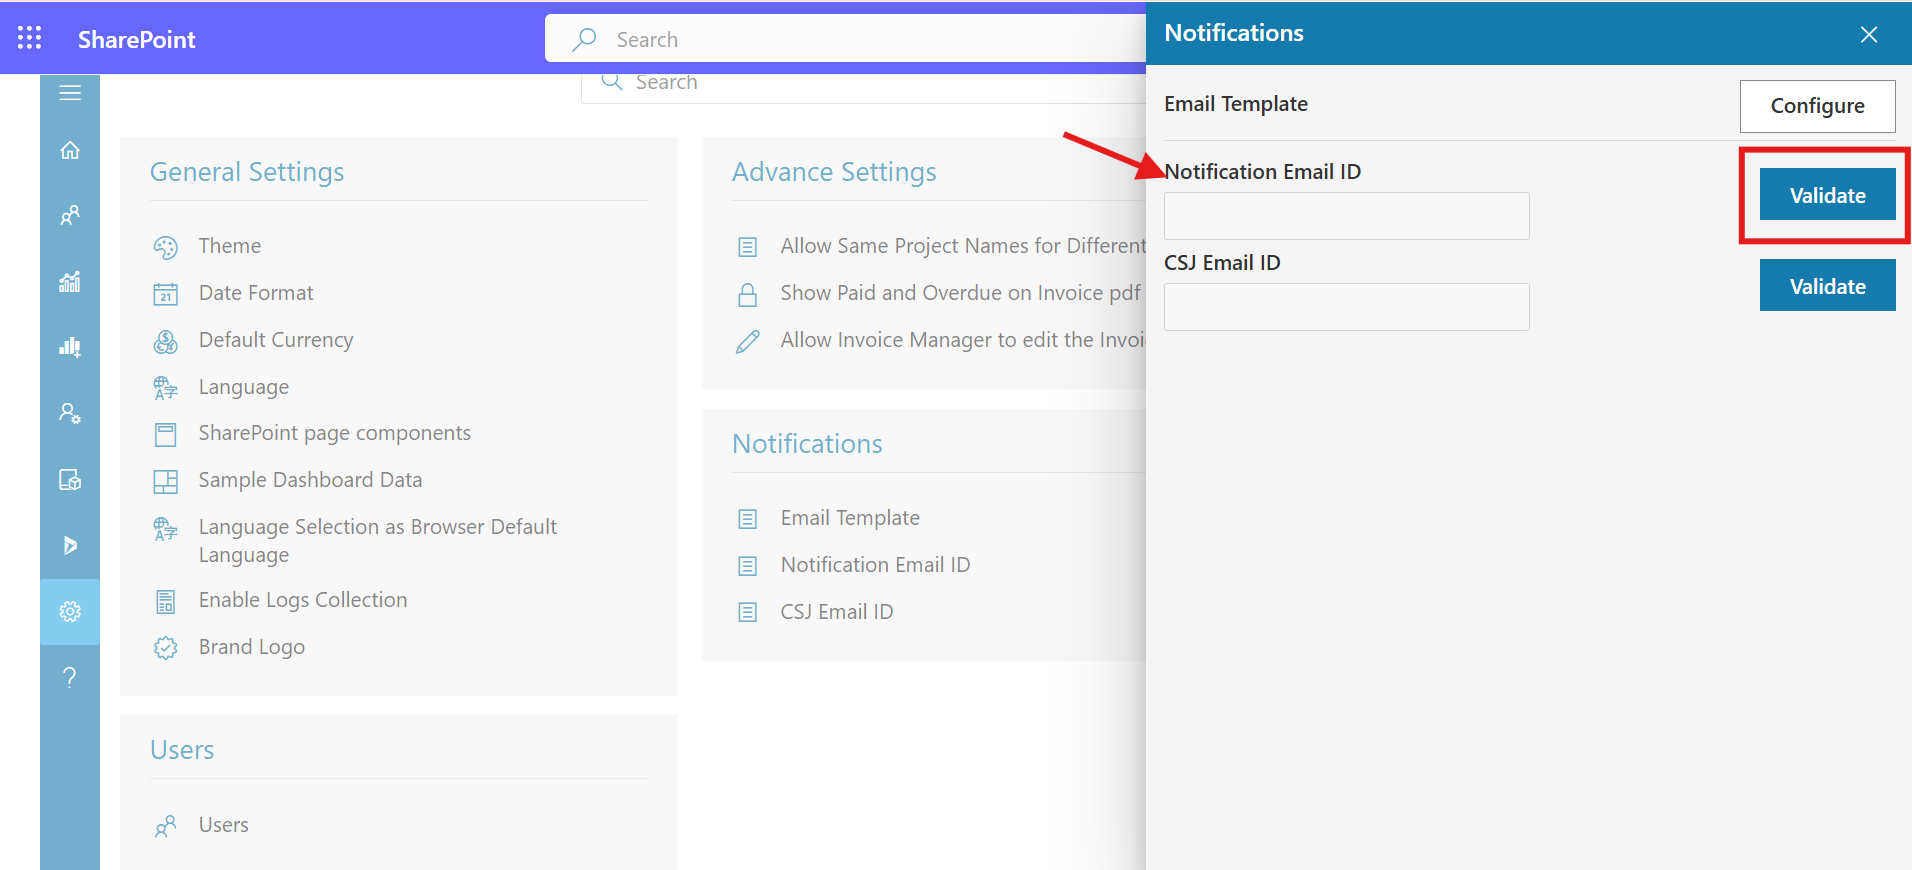 SharePoint
Search
Search
General Settings
Theme
21
Date Format
Default Currency
Language
SharePoint page components
Sample Dashboard Data
Language Selection as Browser Default
Language
Enable Logs Collection
Brand Logo
Users
Users
Advance Settings
Allow Same Project Names for Different
Show Paid and Overdue on Invoice pdf
Allow Invoice Manager to edit the Invoi
Notifications
Email Template
Notification Email ID
CSJ Email ID
Notifications
Email Template
Configure
Notification Email ID
Validate
CSJ Email ID
Validate